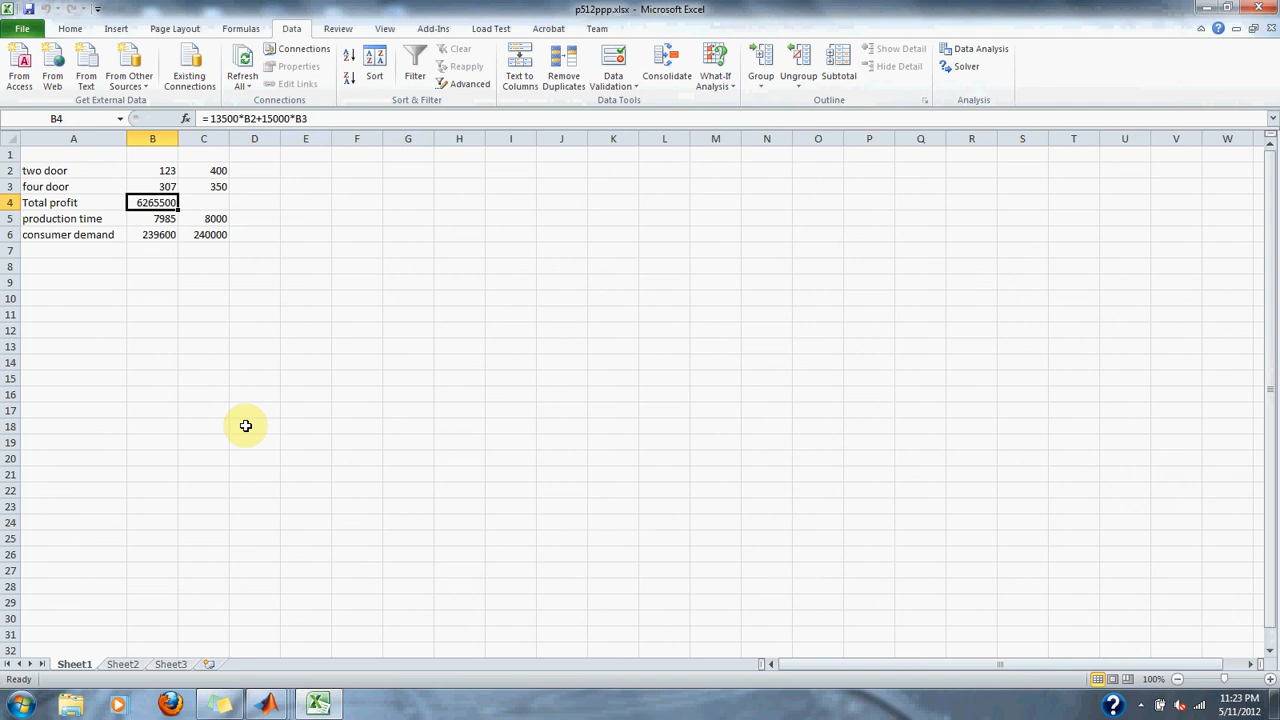 p512ppp.xlsx - Microsoft Excel
File Home Insert Page Layout Formulas Data Review View Add-Ins Load Test Acrobat Team
From Access From Web From Text From Other Sources Existing Connections Refresh All Connections Properties Edit Links Sort Filter Clear Reapply Advanced Text to Columns Remove Duplicates Data Validation Consolidate What-If Analysis Group Ungroup Subtotal Show Detail Hide Detail Data Analysis Solver
Get External Data Connections Sort & Filter Data Tools Outline Analysis
B4 fx =13500*B2+15000*B3
A B C D E F G H I J K L M N O P Q R S T U V W
1
2 two door 123 400
3 four door 307 350
4 Total profit 6265500
5 production time 7985 8000
6 consumer demand 239600 240000
7
8
9
10
11
12
13
14
15
16
17
18
19
20
21
22
23
24
25
26
27
28
29
30
31
32
Sheet1 Sheet2 Sheet3
Ready 100%
11:23 PM
5/11/2012